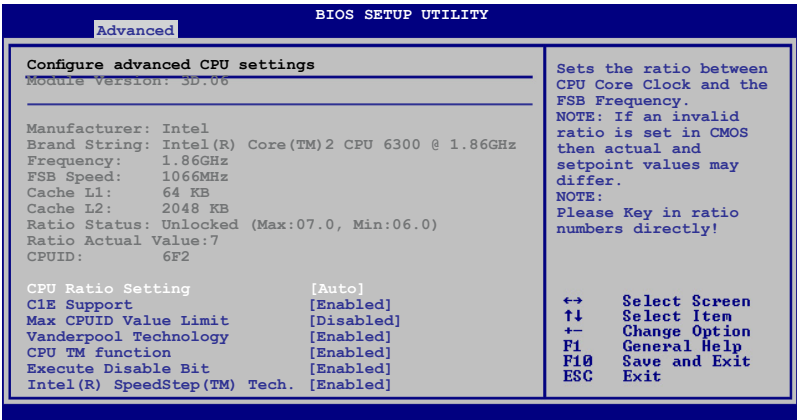 BIOS SETUP UTILITY
Advanced
Configure advanced CPU settings
Module Version: 3D.06
Manufacturer: Intel
Brand String: Intel(R) Core(TM)2 CPU 6300 @ 1.86GHz
Frequency: 1.86GHz
FSB Speed: 1066MHz
Cache L1: 64 KB
Cache L2: 2048 KB
Ratio Status: Unlocked (Max:07.0, Min:06.0)
Ratio Actual Value:7
CPUID: 6F2
CPU Ratio Setting [Auto]
C1E Support [Enabled]
Max CPUID Value Limit [Disabled]
Vanderpool Technology [Enabled]
CPU TM function [Enabled]
Execute Disable Bit [Enabled]
Intel(R) SpeedStep(TM) Tech. [Enabled]
Sets the ratio between
CPU Core Clock and the
FSB Frequency.
NOTE: If an invalid
ratio is set in CMOS
then actual and
setpoint values may
differ.
NOTE:
Please Key in ratio
numbers directly!
←→ Select Screen
↑↓ Select Item
+- Change Option
F1 General Help
F10 Save and Exit
ESC Exit